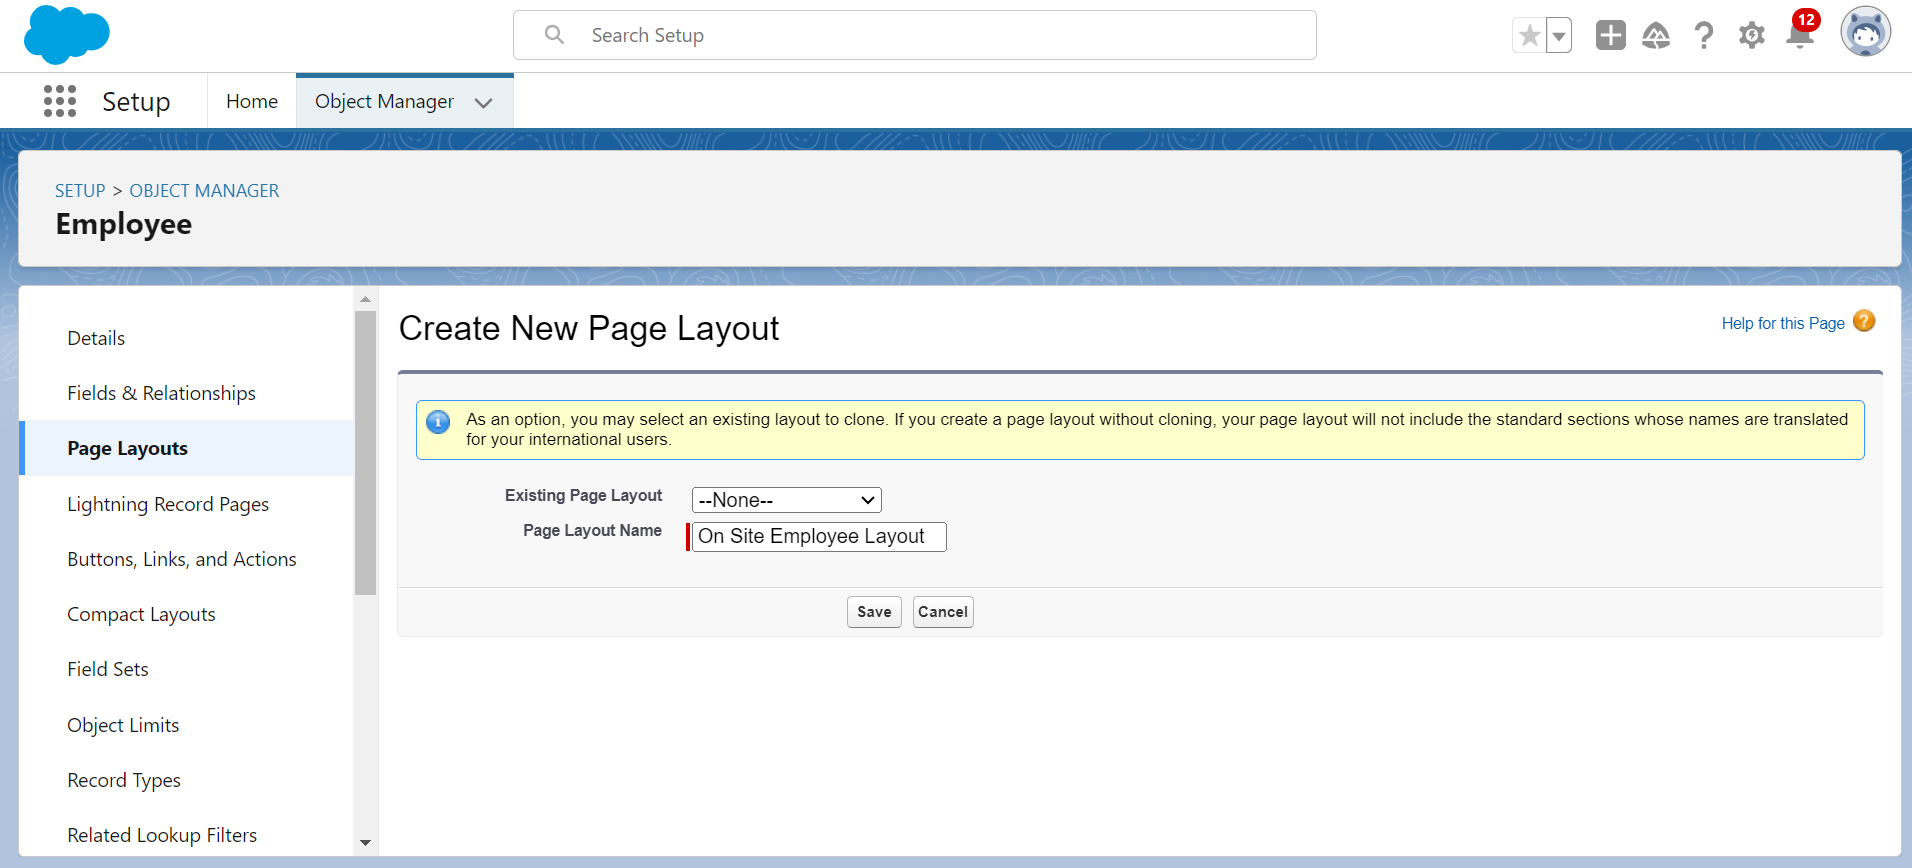 Search Setup
12
Setup
Home
Object Manager
SETUP > OBJECT MANAGER
Employee
Details
Fields & Relationships
Page Layouts
Lightning Record Pages
Buttons, Links, and Actions
Compact Layouts
Field Sets
Object Limits
Record Types
Related Lookup Filters
Create New Page Layout
Help for this Page ?
i
As an option, you may select an existing layout to clone. If you create a page layout without cloning, your page layout will not include the standard sections whose names are translated
for your international users.
Existing Page Layout --None--
Page Layout Name On Site Employee Layout
Save Cancel